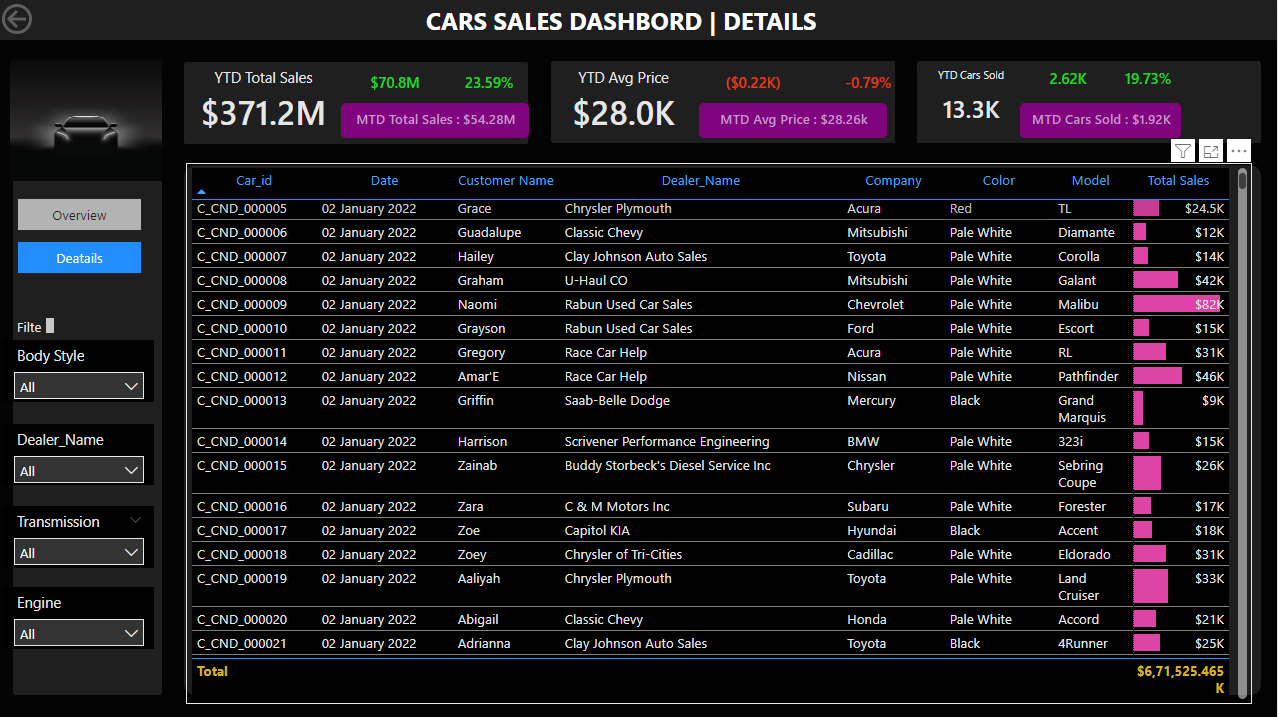 CARS SALES DASHBORD | DETAILS
YTD Total Sales
$70.8M 23.59%
$371.2M
MTD Total Sales : $54.28M
YTD Avg Price
($0.22K) -0.79%
$28.0K
MTD Avg Price : $28.26k
YTD Cars Sold
2.62K 19.73%
13.3K
MTD Cars Sold : $1.92K
Overview
Deatails
Filte
Body Style
All
Dealer_Name
All
Transmission
All
Engine
All
Car_id Date Customer Name Dealer_Name Company Color Model Total Sales
C_CND_000005 02 January 2022 Grace Chrysler Plymouth Acura Red TL $24.5K
C_CND_000006 02 January 2022 Guadalupe Classic Chevy Mitsubishi Pale White Diamante $12K
C_CND_000007 02 January 2022 Hailey Clay Johnson Auto Sales Toyota Pale White Corolla $14K
C_CND_000008 02 January 2022 Graham U-Haul CO Mitsubishi Pale White Galant $42K
C_CND_000009 02 January 2022 Naomi Rabun Used Car Sales Chevrolet Pale White Malibu $82K
C_CND_000010 02 January 2022 Grayson Rabun Used Car Sales Ford Pale White Escort $15K
C_CND_000011 02 January 2022 Gregory Race Car Help Acura Pale White RL $31K
C_CND_000012 02 January 2022 Amar'E Race Car Help Nissan Pale White Pathfinder $46K
C_CND_000013 02 January 2022 Griffin Saab-Belle Dodge Mercury Black Grand $9K
Marquis
C_CND_000014 02 January 2022 Harrison Scrivener Performance Engineering BMW Pale White 323i $15K
C_CND_000015 02 January 2022 Zainab Buddy Storbeck's Diesel Service Inc Chrysler Pale White Sebring $26K
Coupe
C_CND_000016 02 January 2022 Zara C & M Motors Inc Subaru Pale White Forester $17K
C_CND_000017 02 January 2022 Zoe Capitol KIA Hyundai Black Accent $18K
C_CND_000018 02 January 2022 Zoey Chrysler of Tri-Cities Cadillac Pale White Eldorado $31K
C_CND_000019 02 January 2022 Aaliyah Chrysler Plymouth Toyota Pale White Land $33K
Cruiser
C_CND_000020 02 January 2022 Abigail Classic Chevy Honda Pale White Accord $21K
C_CND_000021 02 January 2022 Adrianna Clay Johnson Auto Sales Toyota Black 4Runner $25K
Total $6,71,525.465
K